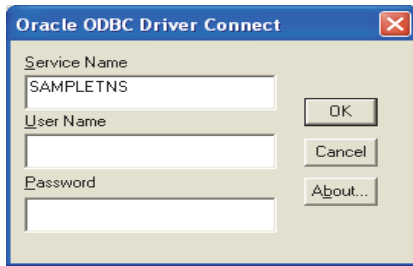 Oracle ODBC Driver Connect
Service Name
SAMPLETNS
User Name
Password
OK
Cancel
About...